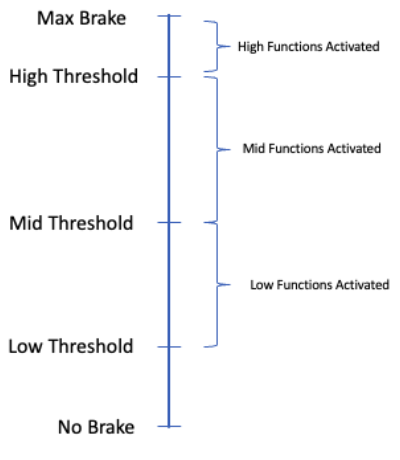 Max Brake
High Functions Activated
High Threshold
Mid Functions Activated
Mid Threshold
Low Functions Activated
Low Threshold
No Brake